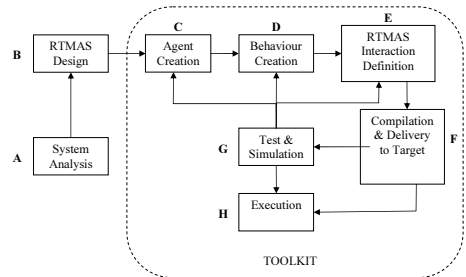 C
D
E
B
RTMAS
Design
Agent
Creation
Behaviour
Creation
RTMAS
Interaction
Definition
A
System
Analysis
G
Test &
Simulation
Compilation
& Delivery
to Target
F
H
Execution
TOOLKIT